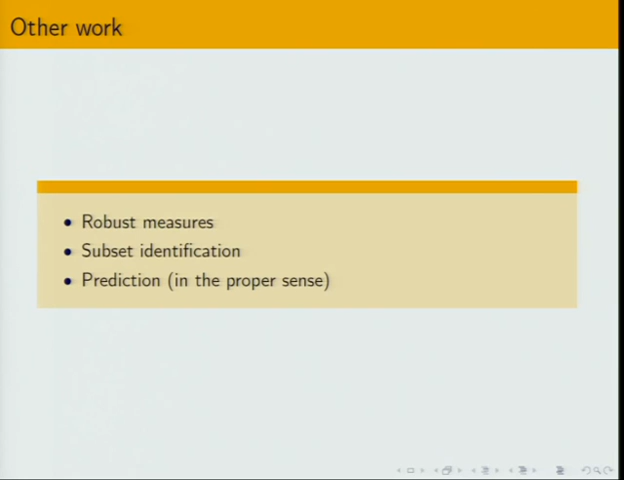 Other work
• Robust measures
• Subset identification
• Prediction (in the proper sense)